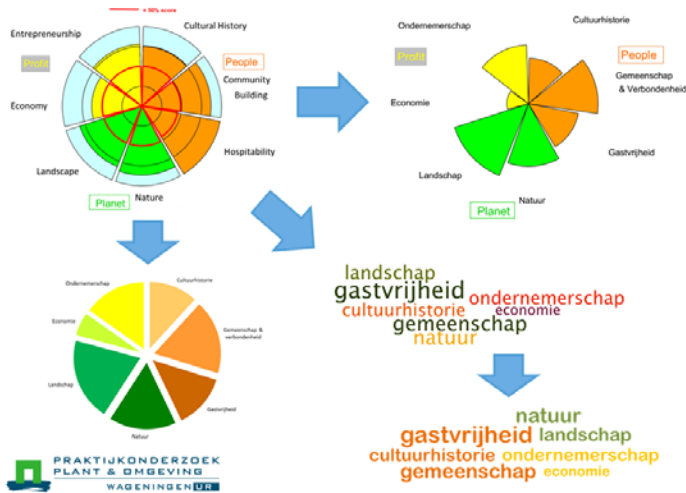 = 50% score
Cultural History
Entrepreneurship
Profit
People
Community
Building
Economy
Hospitability
Landscape
Nature
Planet
Cultuurhistorie
Ondernemerschap
Profit
People
Gemeenschap
& Verbondenheid
Economie
Gastvrijheid
Landschap
Natuur
Planet
Ondernemerschap
Cultuurhistorie
Economie
Gemeenschap &
verbondenheid
Landschap
Gastvrijheid
Natuur
landschap
gastvrijheid
ondernemerschap
cultuurhistorie
economie
gemeenschap
natuur
natuur
gastvrijheid landschap
cultuurhistorie ondernemerschap
gemeenschap economie
PRAKTIJKONDERZOEK
PLANT & OMGEVING
WAGENINGEN UR